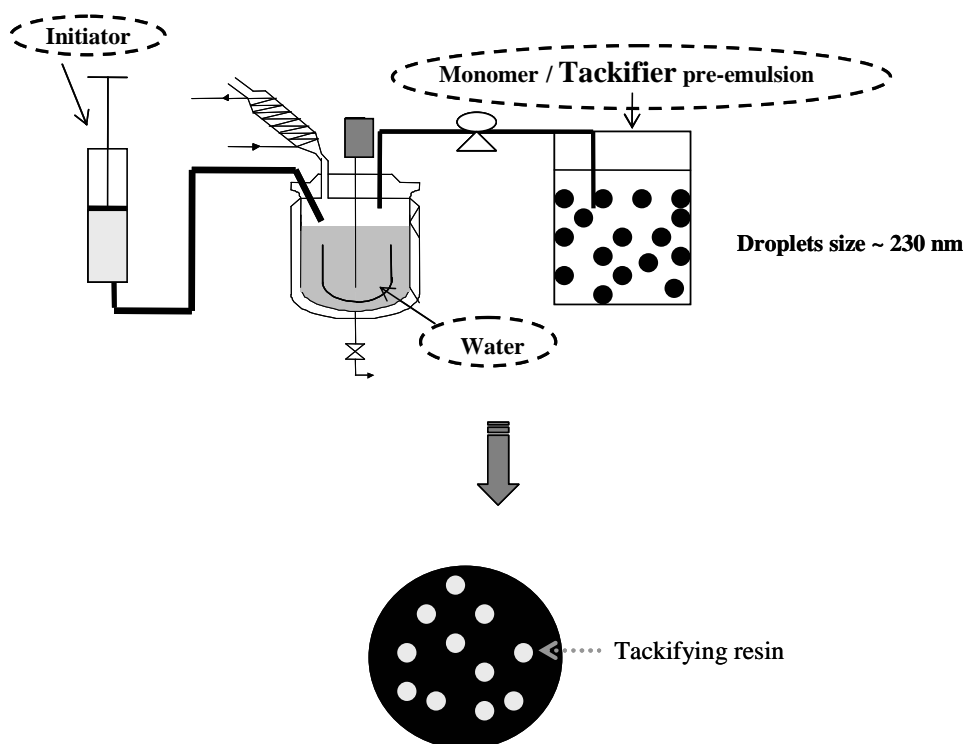 Initiator
Monomer / Tackifier pre-emulsion
Droplets size ~ 230 nm
Water
Tackifying resin